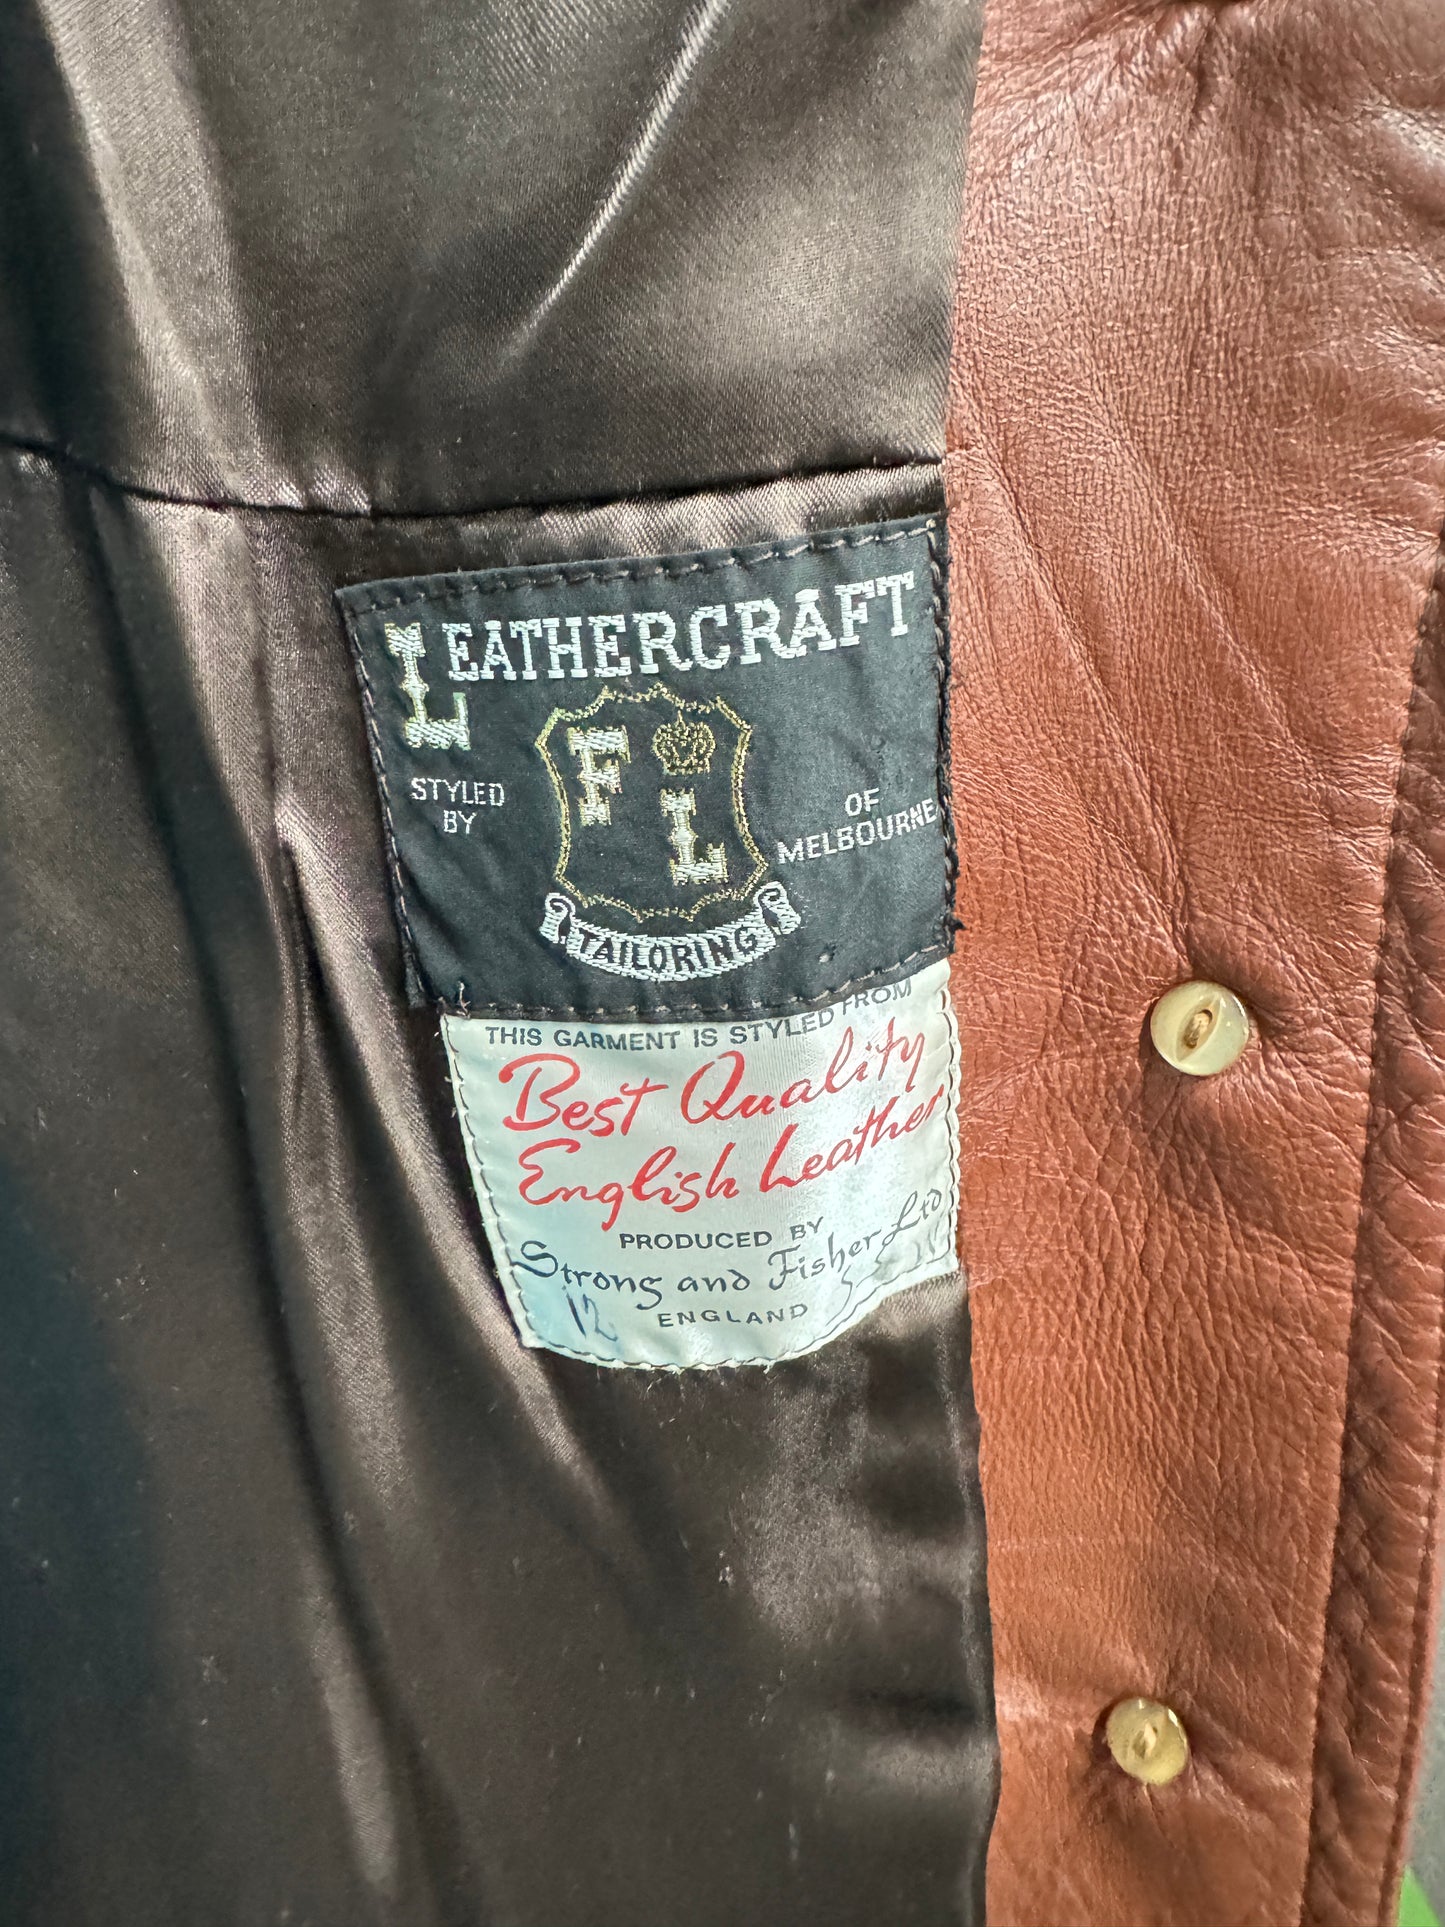 LEATHERCRAFT
STYLED
BY
F
L
OF
MELBOURNE
TAILORING
THIS GARMENT IS STYLED FROM
Best Quality
English Leather
PRODUCED BY
Strong and Fisher Ltd
ENGLAND
12